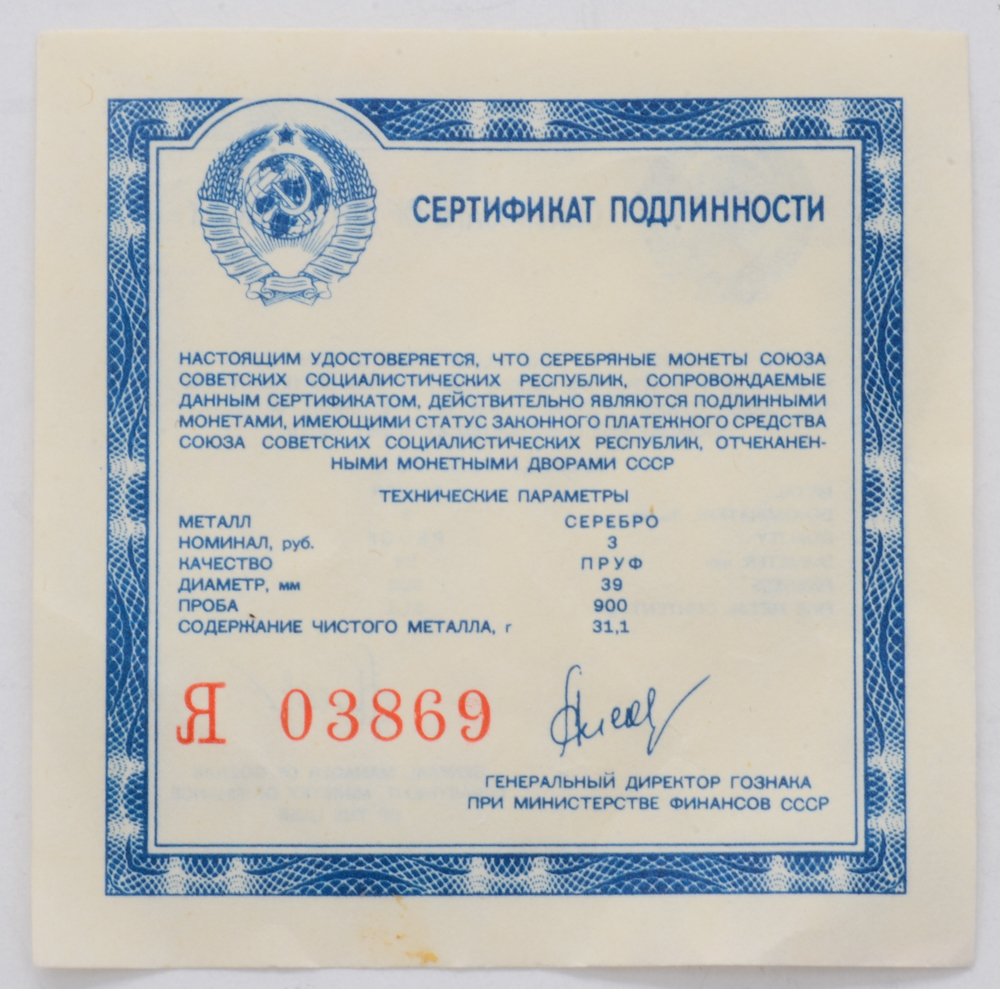 СЕРТИФИКАТ ПОДЛИННОСТИ
НАСТОЯЩИМ УДОСТОВЕРЯЕТСЯ, ЧТО СЕРЕБРЯНЫЕ МОНЕТЫ СОЮЗА
СОВЕТСКИХ СОЦИАЛИСТИЧЕСКИХ РЕСПУБЛИК, СОПРОВОЖДАЕМЫЕ
ДАННЫМ СЕРТИФИКАТОМ, ДЕЙСТВИТЕЛЬНО ЯВЛЯЮТСЯ ПОДЛИННЫМИ
МОНЕТАМИ, ИМЕЮЩИМИ СТАТУС ЗАКОННОГО ПЛАТЕЖНОГО СРЕДСТВА
СОЮЗА СОВЕТСКИХ СОЦИАЛИСТИЧЕСКИХ РЕСПУБЛИК, ОТЧЕКАНЕН-
НЫМИ МОНЕТНЫМИ ДВОРАМИ СССР
ТЕХНИЧЕСКИЕ ПАРАМЕТРЫ
МЕТАЛЛ СЕРЕБРО
НОМИНАЛ, руб. 3
КАЧЕСТВО ПРУФ
ДИАМЕТР, мм 39
ПРОБА 900
СОДЕРЖАНИЕ ЧИСТОГО МЕТАЛЛА, г 31,1
Я 03869
ГЕНЕРАЛЬНЫЙ ДИРЕКТОР ГОЗНАКА
ПРИ МИНИСТЕРСТВЕ ФИНАНСОВ СССР